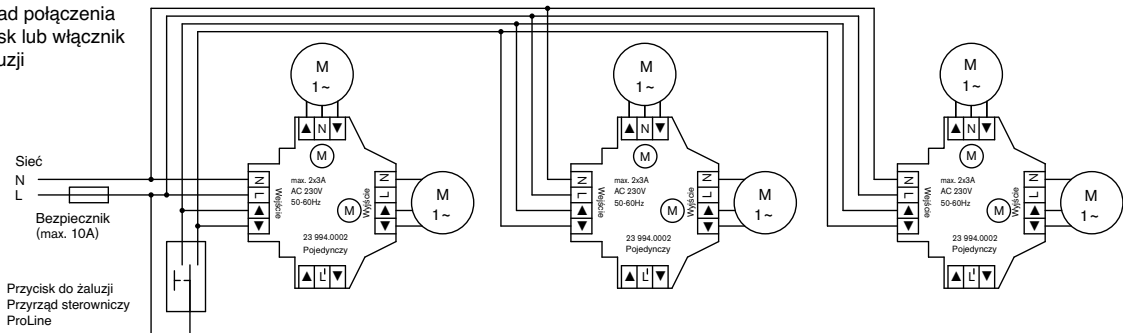 ad połączenia
sk lub włącznik
uzji
M
1~
M
1~
M
1~
▲ N ▼
▲ N ▼
▲ N ▼
M
M
M
Sieć
N
L
Bezpiecznik
(max. 10A)
Przycisk do żaluzji
Przyrząd sterowniczy
ProLine
N
L
▲
▼
Wejście
max. 2x3A
AC 230V
50-60Hz
M
Wyjście
N
L
▲
▼
M
1~
23 994.0002
Pojedynczy
▲ L' ▼
N
L
▲
▼
Wejście
max. 2x3A
AC 230V
50-60Hz
M
Wyjście
N
L
▲
▼
M
1~
23 994.0002
Pojedynczy
▲ L' ▼
N
L
▲
▼
Wejście
max. 2x3A
AC 230V
50-60Hz
M
Wyjście
N
L
▲
▼
M
1~
23 994.0002
Pojedynczy
▲ L' ▼